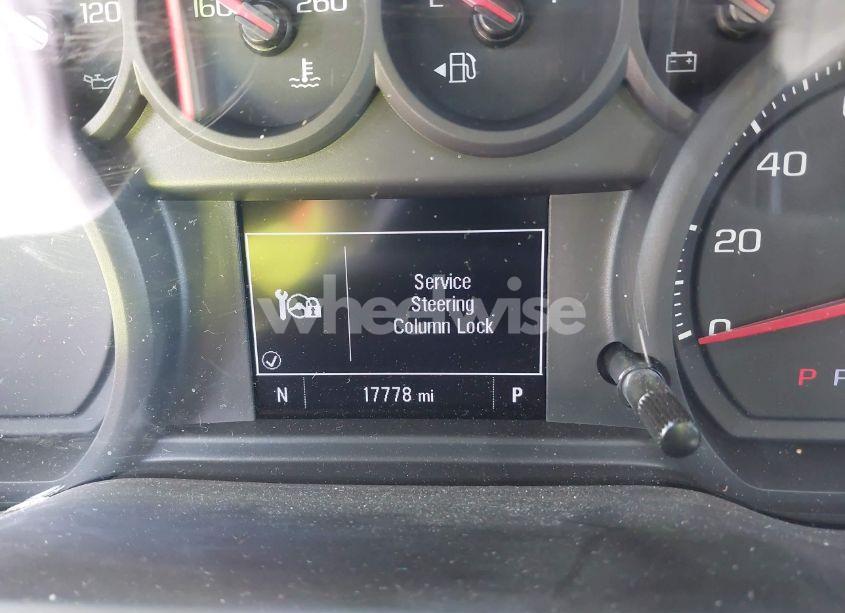 120
160
260
E
40
20
0
Service
Steering
Column Lock
wheelwise
N
17778 mi
P
P